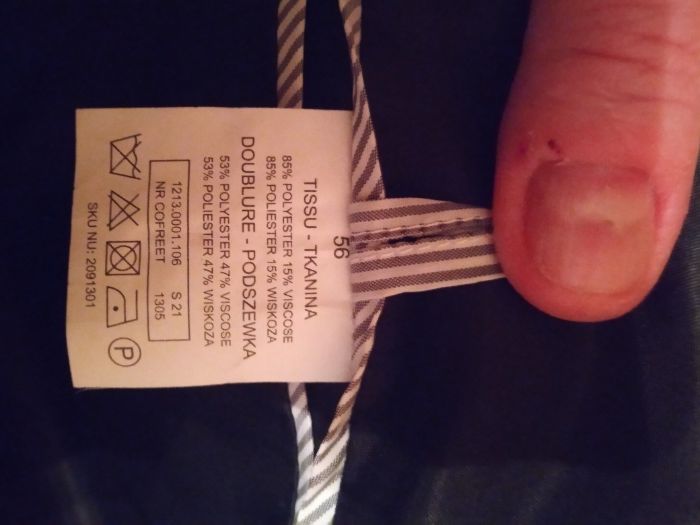 56
TISSU - TKANINA
85% POLYESTER 15% VISCOSE
85% POLIESTER 15% WISKOZA
DOUBLURE - PODSZEWKA
53% POLYESTER 47% VISCOSE
53% POLIESTER 47% WISKOZA
1213.0001.106 S 21
NR COFREET 1305
P
SKU NU: 2091301